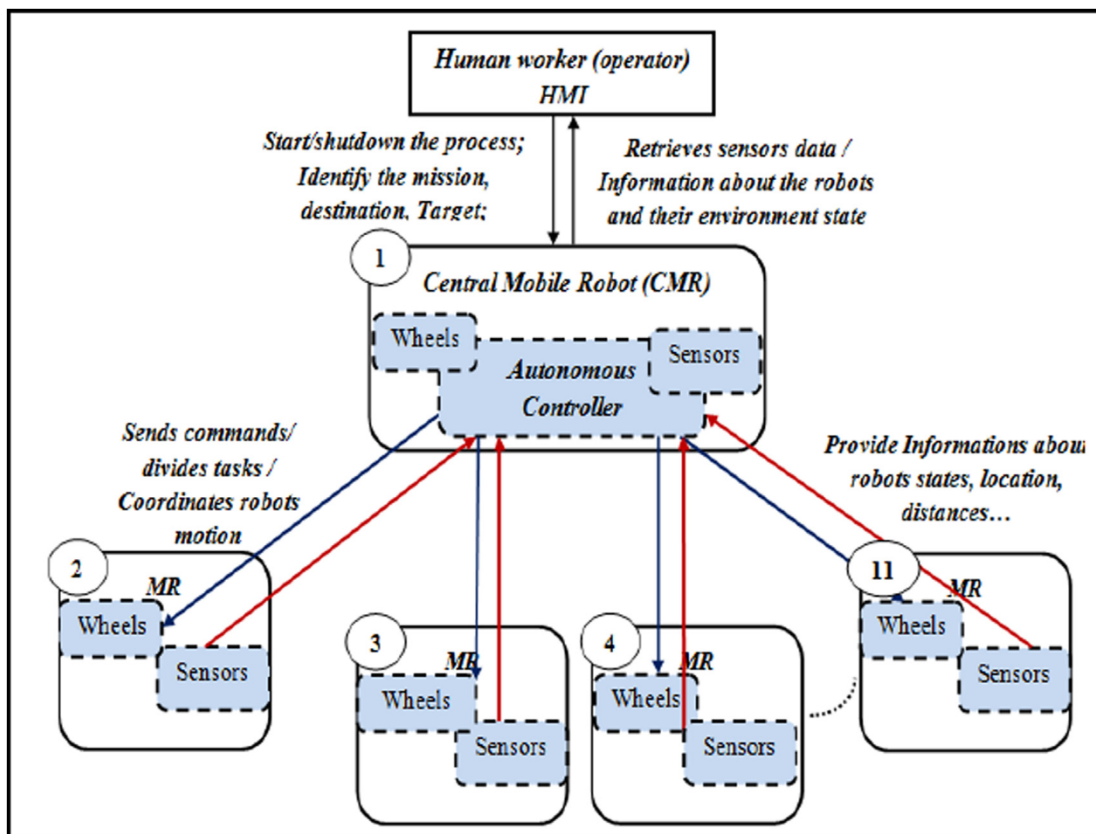 Human worker (operator)
HMI
Start/shutdown the process;
Identify the mission,
destination, Target;
Retrieves sensors data /
Information about the robots
and their environment state
1
Central Mobile Robot (CMR)
Wheels
Sensors
Autonomous
Controller
Sends commands/
divides tasks /
Coordinates robots
motion
Provide Informations about
robots states, location,
distances...
2
MR
Wheels
Sensors
3
MR
Wheels
Sensors
4
MR
Wheels
Sensors
11
MR
Wheels
Sensors